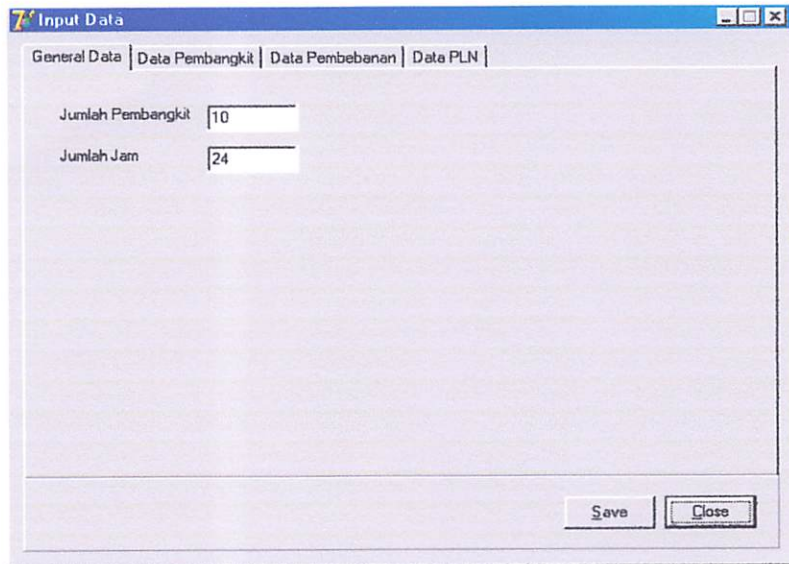 Input Data
General Data Data Pembangkit Data Pembebanan Data PLN
Jumlah Pembangkit 10
Jumlah Jam 24
Save Close